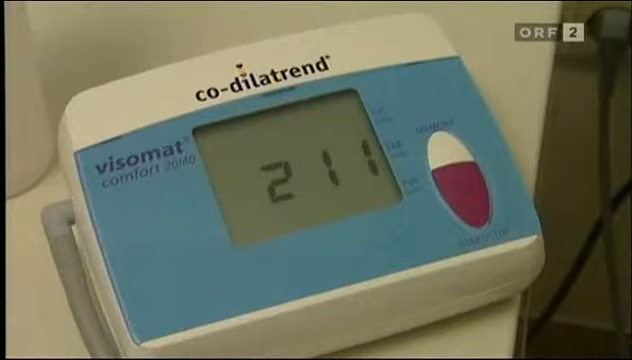 ORF 2
co-dilatrend®
visomat®
comfort 20/40
211
MEMORY